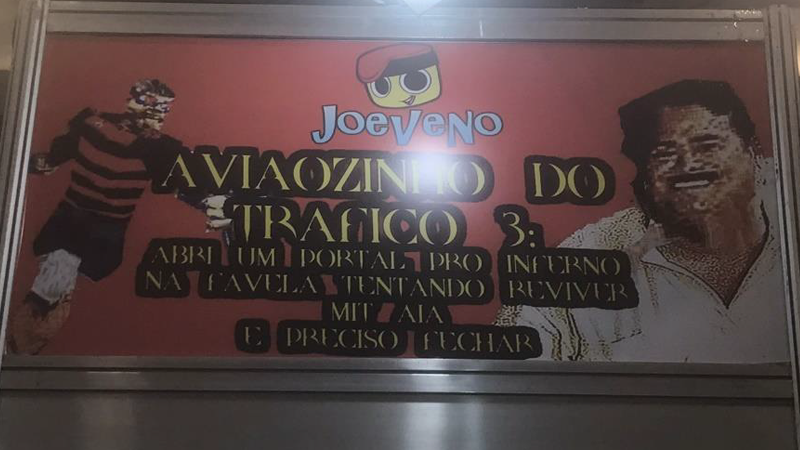 JOEVENO
AVIAOZINHO DO
TRAFICO 3:
ABRI UM PORTAL PRO INFERNO
NA FAVELA TENTANDO REVIVER
MIT AIA
E PRECISO FECHAR